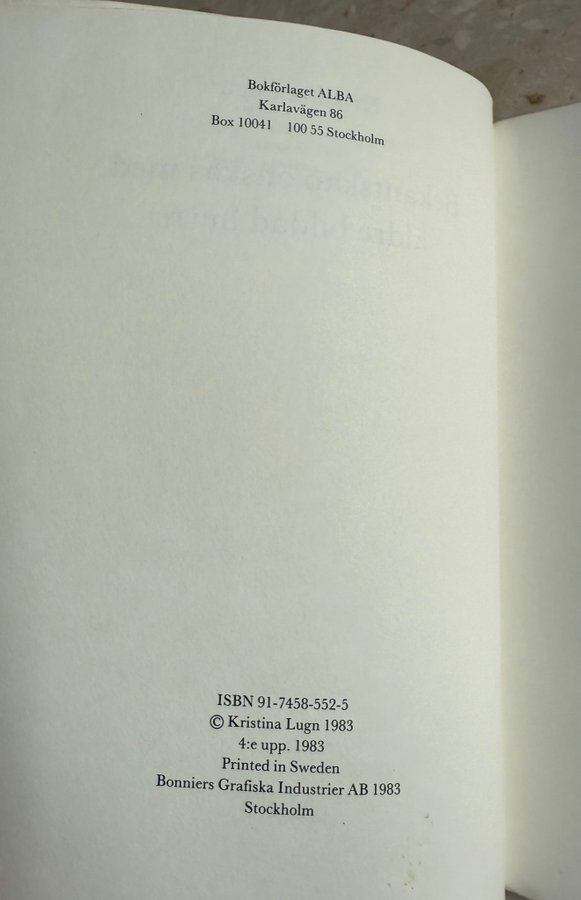 Bokförlaget ALBA
Karlavägen 86
Box 10041 100 55 Stockholm
ISBN 91-7458-552-5
© Kristina Lugn 1983
4:e upp. 1983
Printed in Sweden
Bonniers Grafiska Industrier AB 1983
Stockholm